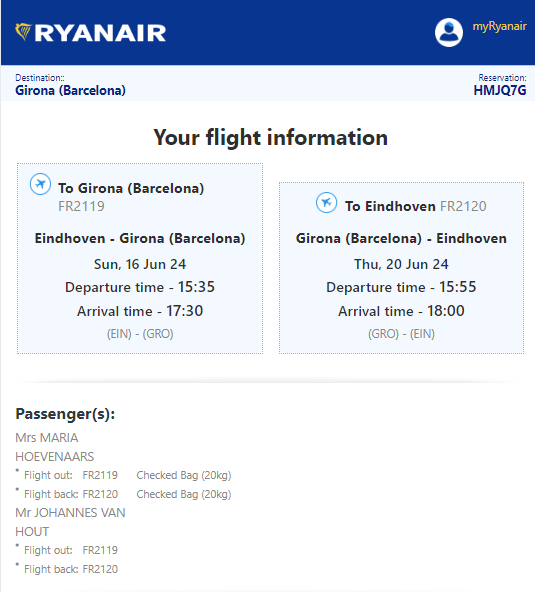 RYANAIR
myRyanair
Destination::
Girona (Barcelona)
Reservation:
HMJQ7G
Your flight information
To Girona (Barcelona)
FR2119
Eindhoven - Girona (Barcelona)
Sun, 16 Jun 24
Departure time - 15:35
Arrival time - 17:30
(EIN) - (GRO)
To Eindhoven FR2120
Girona (Barcelona) - Eindhoven
Thu, 20 Jun 24
Departure time - 15:55
Arrival time - 18:00
(GRO) - (EIN)
Passenger(s):
Mrs MARIA
HOEVENAARS
* Flight out: FR2119 Checked Bag (20kg)
* Flight back: FR2120 Checked Bag (20kg)
Mr JOHANNES VAN
HOUT
* Flight out: FR2119
* Flight back: FR2120